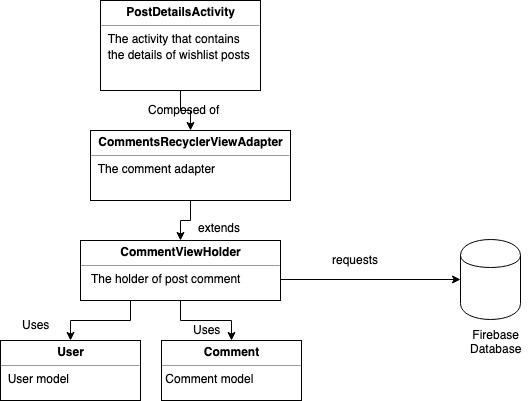 PostDetailsActivity
The activity that contains
the details of wishlist posts
Composed of
CommentsRecyclerViewAdapter
The comment adapter
extends
CommentViewHolder
The holder of post comment
requests
Firebase
Database
Uses
Uses
User
User model
Comment
Comment model